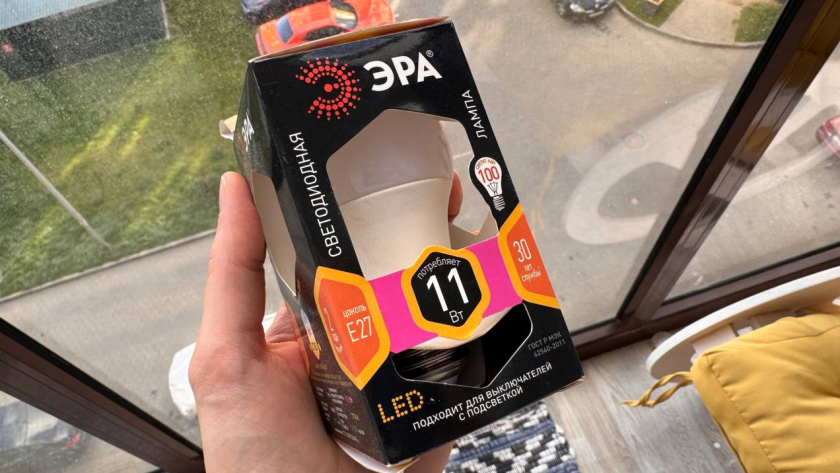 ЭРА®
СВЕТОДИОДНАЯ
ЛАМПА
100
потребляет
11
Вт
30
лет
службы
цоколь
E27
ГОСТ Р МЭК
62560-2011
LED
ПОДХОДИТ ДЛЯ ВЫКЛЮЧАТЕЛЕЙ
С ПОДСВЕТКОЙ